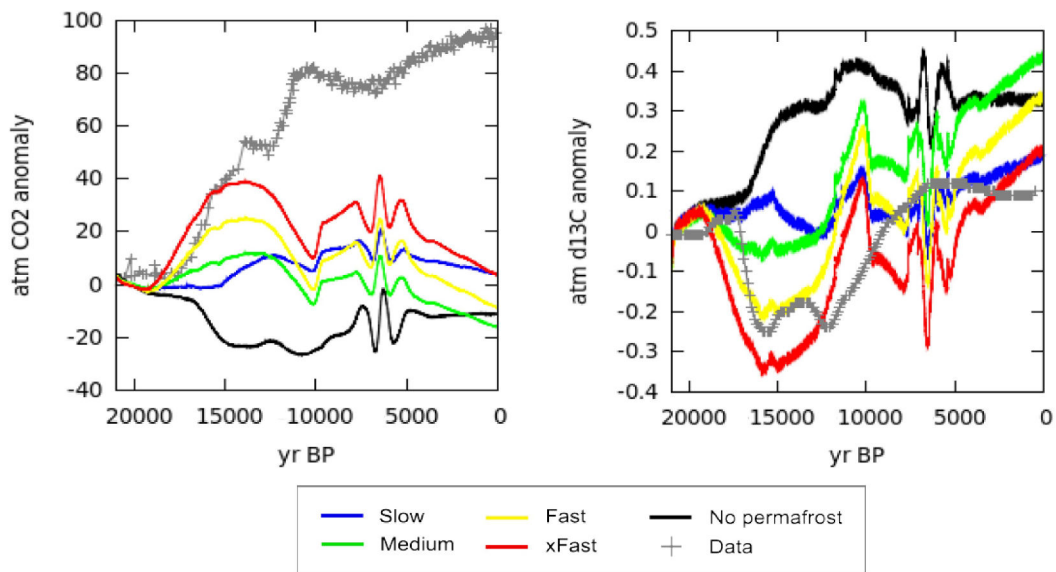 100
80
60
40
20
0
-20
-40
atm CO2 anomaly
20000 15000 10000 5000 0
yr BP
0.5
0.4
0.3
0.2
0.1
0
-0.1
-0.2
-0.3
-0.4
atm d13C anomaly
20000 15000 10000 5000 0
yr BP
Slow Fast No permafrost
Medium xFast Data